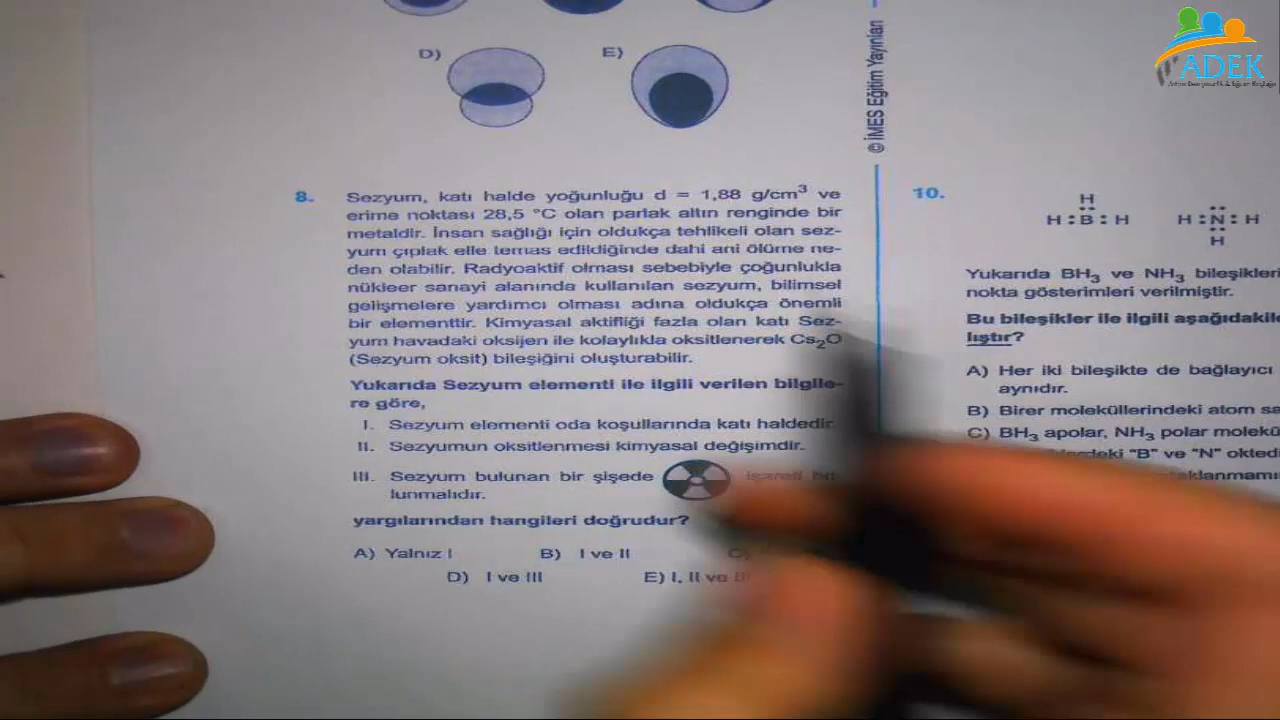 D)
E)
© İMES Eğitim Yayınları
ADEK
8. Sezyum, katı halde yoğunluğu d = 1,88 g/cm³ ve
erime noktası 28,5 °C olan parlak altın renginde bir
metaldir. İnsan sağlığı için oldukça tehlikeli olan sez-
yum çıplak elle temas edildiğinde dahi ani ölüme ne-
den olabilir. Radyoaktif olması sebebiyle çoğunlukla
nükleer sanayi alanında kullanılan sezyum, bilimsel
gelişmelere yardımcı olması adına oldukça önemli
bir elementtir. Kimyasal aktifliği fazla olan katı Sez-
yum havadaki oksijen ile kolaylıkla oksitlenerek Cs₂O
(Sezyum oksit) bileşiğini oluşturabilir.
Yukarıda Sezyum elementi ile ilgili verilen bilgile-
re göre,
I. Sezyum elementi oda koşullarında katı haldedir.
II. Sezyumun oksitlenmesi kimyasal değişimdir.
III. Sezyum bulunan bir şişede işareti bu-
lunmalıdır.
yargılarından hangileri doğrudur?
A) Yalnız I B) I ve II C)
D) I ve III E) I, II ve III
10.
H
H : B : H H : N : H
H
Yukarıda BH₃ ve NH₃ bileşikleri
nokta gösterimleri verilmiştir.
Bu bileşikler ile ilgili aşağıdakile
lıştır?
A) Her iki bileşikte de bağlayıcı
aynıdır.
B) Birer moleküllerindeki atom sa
C) BH₃ apolar, NH₃ polar molekü
"B" ve "N" oktedi